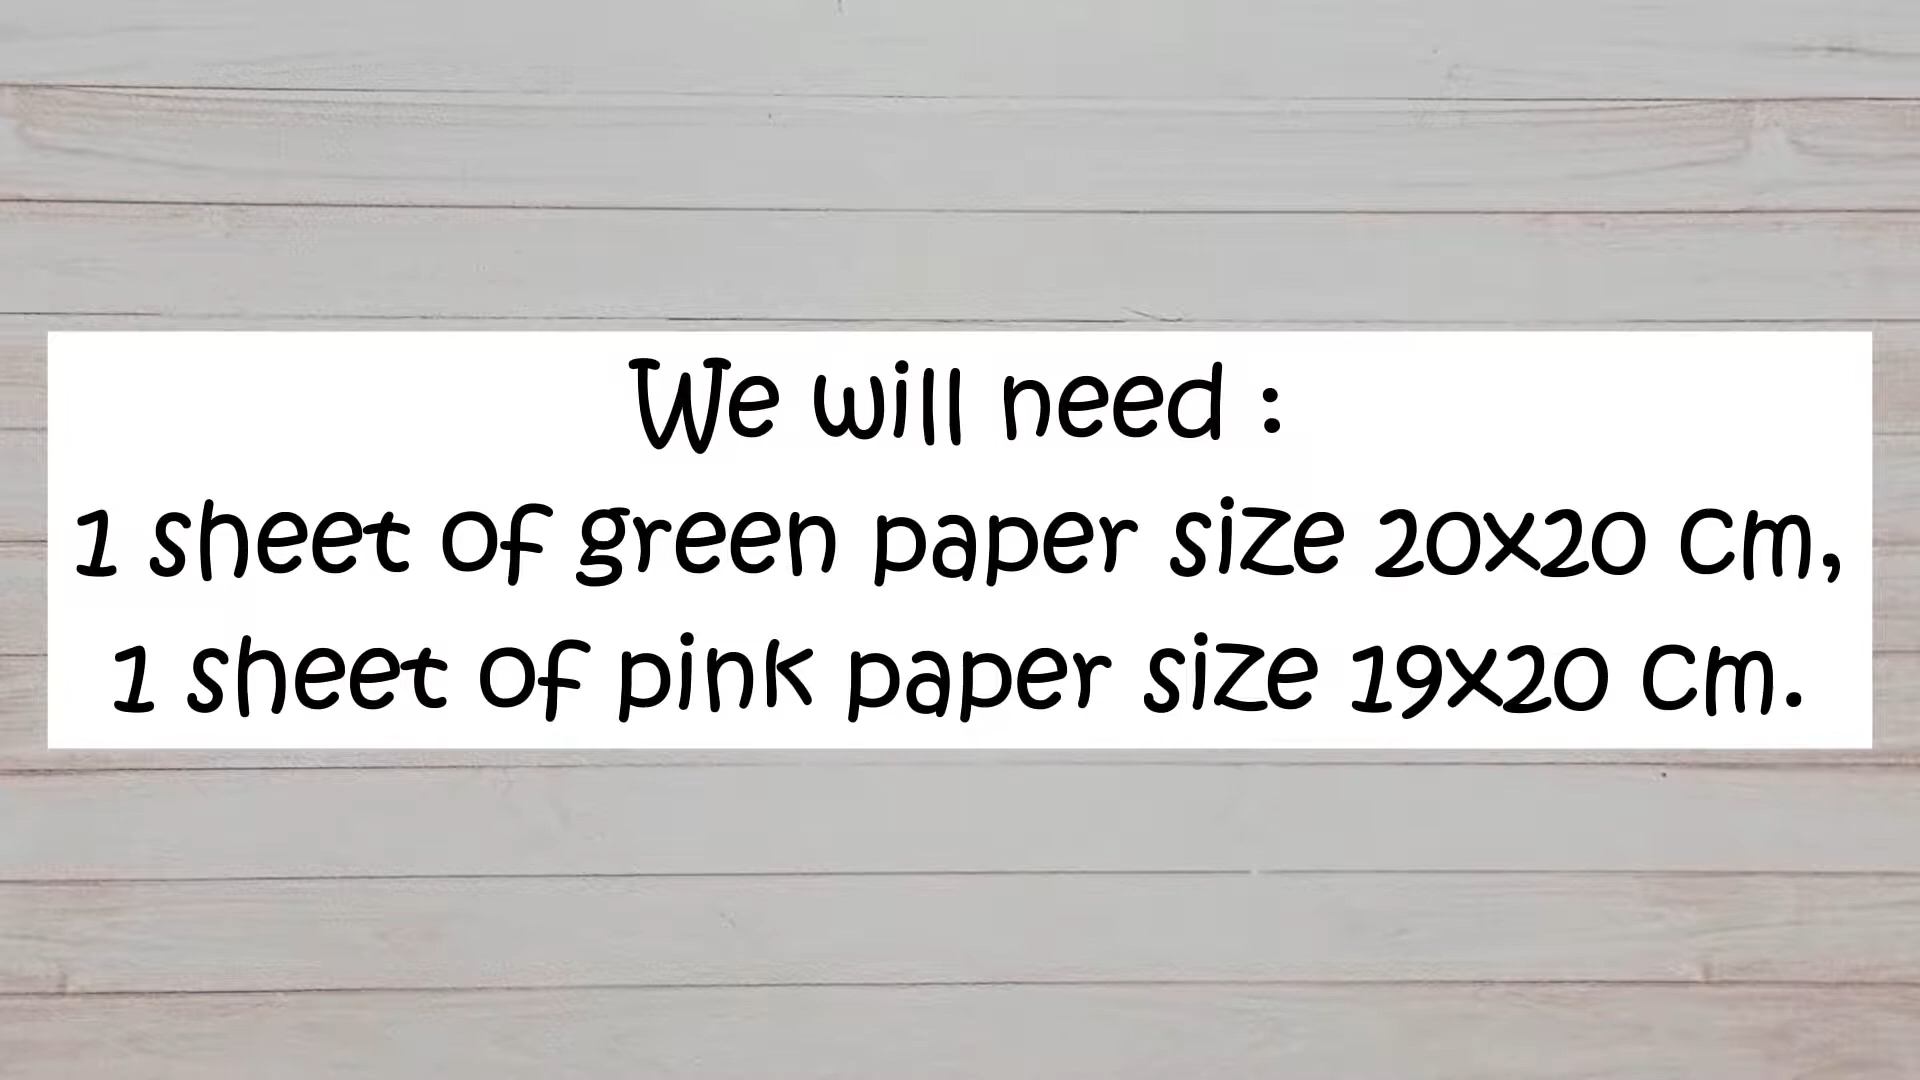 We will need :
1 sheet of green paper size 20x20 cm,
1 sheet of pink paper size 19x20 cm.